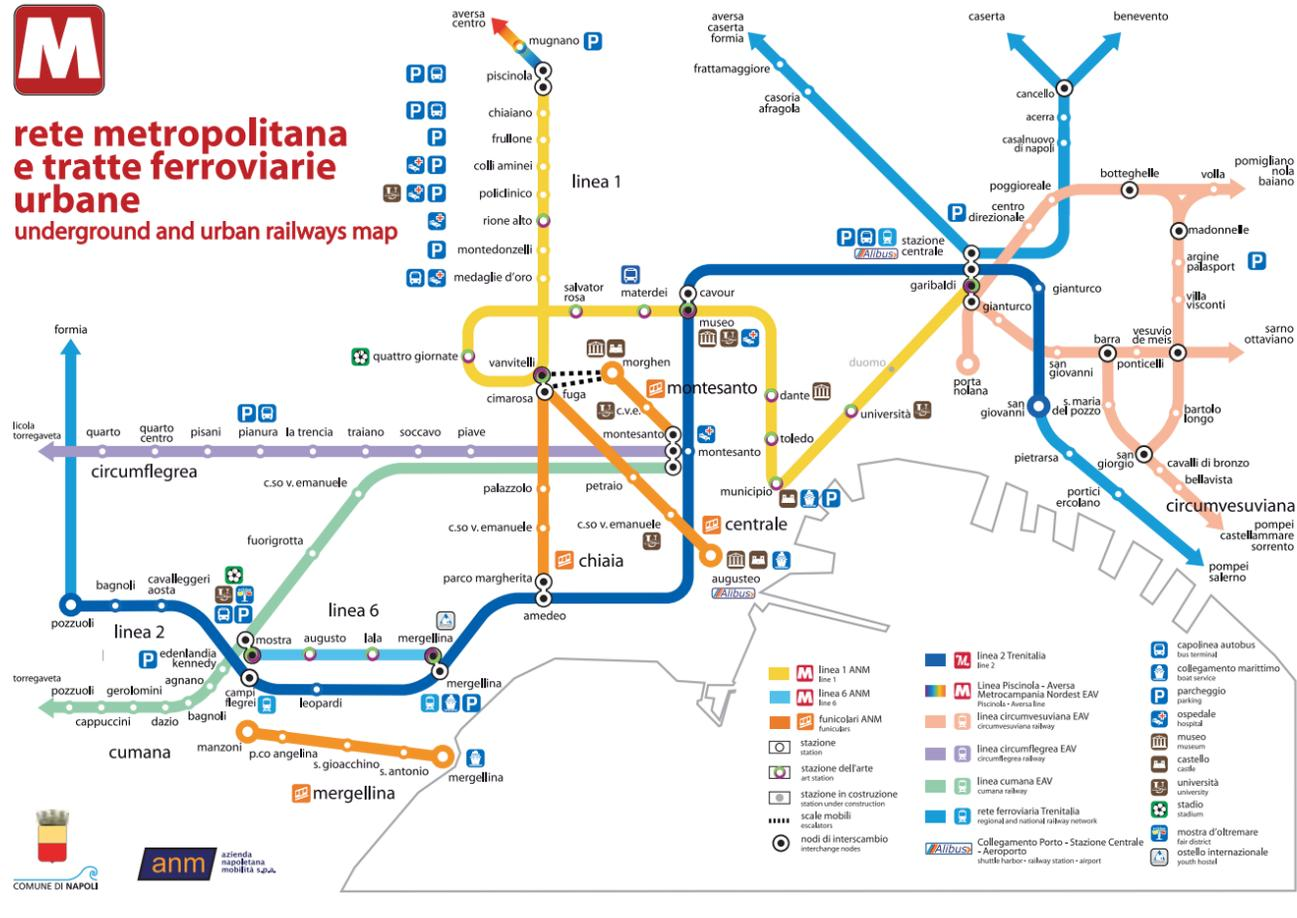 M
rete metropolitana
e tratte ferroviarie
urbane
underground and urban railways map
aversa
centro
mugnano
P
piscinola
P
chiaiano
P
frullone
P
colli aminei
P
policlinico
P
rione alto
montedonzelli
P
medaglie d'oro
linea 1
salvator
rosa
materdei
cavour
museo
quattro giornate
vanvitelli
cimarosa
fuga
morghen
montesanto
c.v.e.
montesanto
montesanto
dante
toledo
municipio
P
università
duomo
garibaldi
aversa
caserta
formia
frattamaggiore
casoria
afragola
caserta
benevento
cancello
acerra
casalnuovo
di napoli
poggioreale
centro
direzionale
P
P
Alibus
stazione
centrale
botteghelle
volla
pomigliano
nola
baiano
madonnelle
argine
palasport
P
villa
visconti
gianturco
gianturco
porta
nolana
san
giovanni
barra
vesuvio
de meis
ponticelli
sarno
ottaviano
san
giovanni
s.maria
del pozzo
bartolo
longo
san
giorgio
cavalli di bronzo
bellavista
circumvesuviana
pompei
castellammare
sorrento
pietrarsa
portici
ercolano
pompei
salerno
formia
licola
torregaveta
quarto
quarto
centro
pisani
P
pianura
la trencia
traiano
soccavo
piave
circumflegrea
c.so v. emanuele
fuorigrotta
palazzolo
c.so v. emanuele
parco margherita
amedeo
chiaia
petraio
c.so v. emanuele
centrale
augusteo
Alibus
pozzuoli
bagnoli
cavalleggeri
aosta
linea 2
P
mostra
linea 6
augusto
lala
mergellina
mergellina
P
P
edenlandia
kennedy
agnano
campi
flegrei
leopardi
torregaveta
pozzuoli
cappuccini
gerolomini
dazio
bagnoli
cumana
manzoni
p.co angelina
s.gioacchino
s.antonio
mergellina
mergellina
COMUNE DI NAPOLI
anm
azienda
napoletana
mobilità s.p.a.
M
linea 1 ANM
line 1
M
linea 6 ANM
line 6
funicolari ANM
funiculars
stazione
station
stazione dell'arte
art station
stazione in costruzione
station under construction
scale mobili
escalators
nodi di interscambio
interchange nodes
M
linea 2 Trenitalia
line 2
M
Linea Piscinola - Aversa
Metrocampania Nordest EAV
Piscinola - Aversa line
linea circumvesuviana EAV
circumvesuviana railway
linea circumflegrea EAV
circumflegrea railway
linea cumana EAV
cumana railway
rete ferroviaria Trenitalia
regional and national railway network
Alibus
Collegamento Porto - Stazione Centrale
- Aeroporto
shuttle harbor • railway station • airport
capolinea autobus
bus terminal
collegamento marittimo
boat service
P
parcheggio
parking
ospedale
hospital
museo
museum
castello
castle
università
university
stadio
stadium
mostra d'oltremare
fair district
ostello internazionale
youth hostel